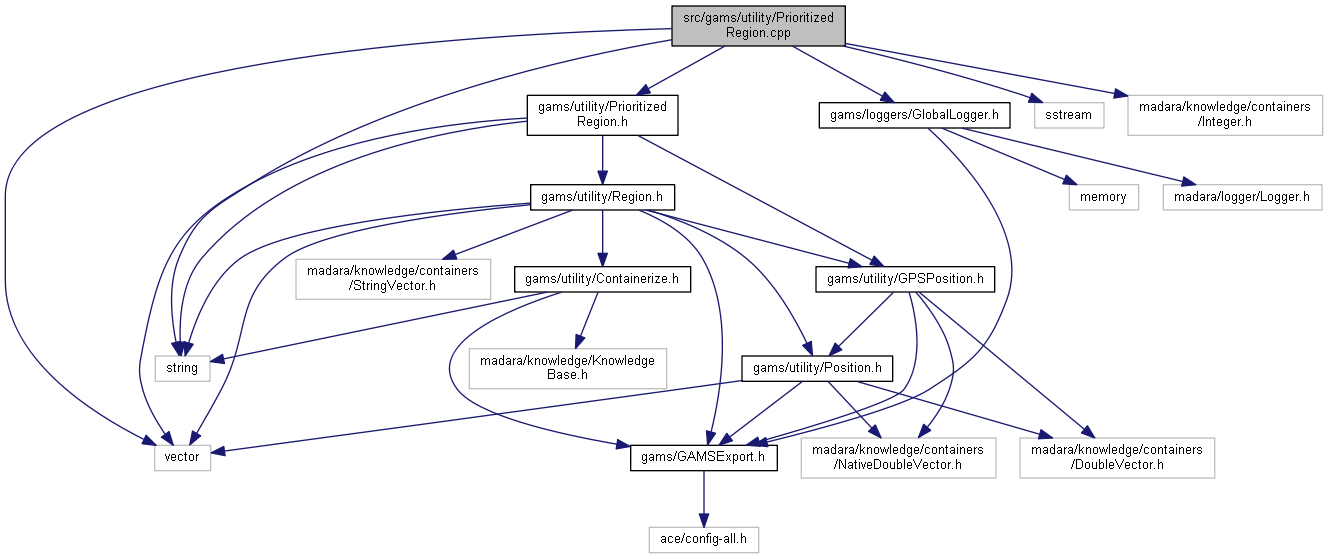 src/gams/utility/Prioritized
Region.cpp
gams/utility/Prioritized
Region.h
gams/loggers/GlobalLogger.h
sstream
madara/knowledge/containers
/Integer.h
gams/utility/Region.h
memory
madara/logger/Logger.h
madara/knowledge/containers
/StringVector.h
gams/utility/Containerize.h
gams/utility/GPSPosition.h
string
madara/knowledge/Knowledge
Base.h
gams/utility/Position.h
vector
gams/GAMSExport.h
madara/knowledge/containers
/NativeDoubleVector.h
madara/knowledge/containers
/DoubleVector.h
ace/config-all.h